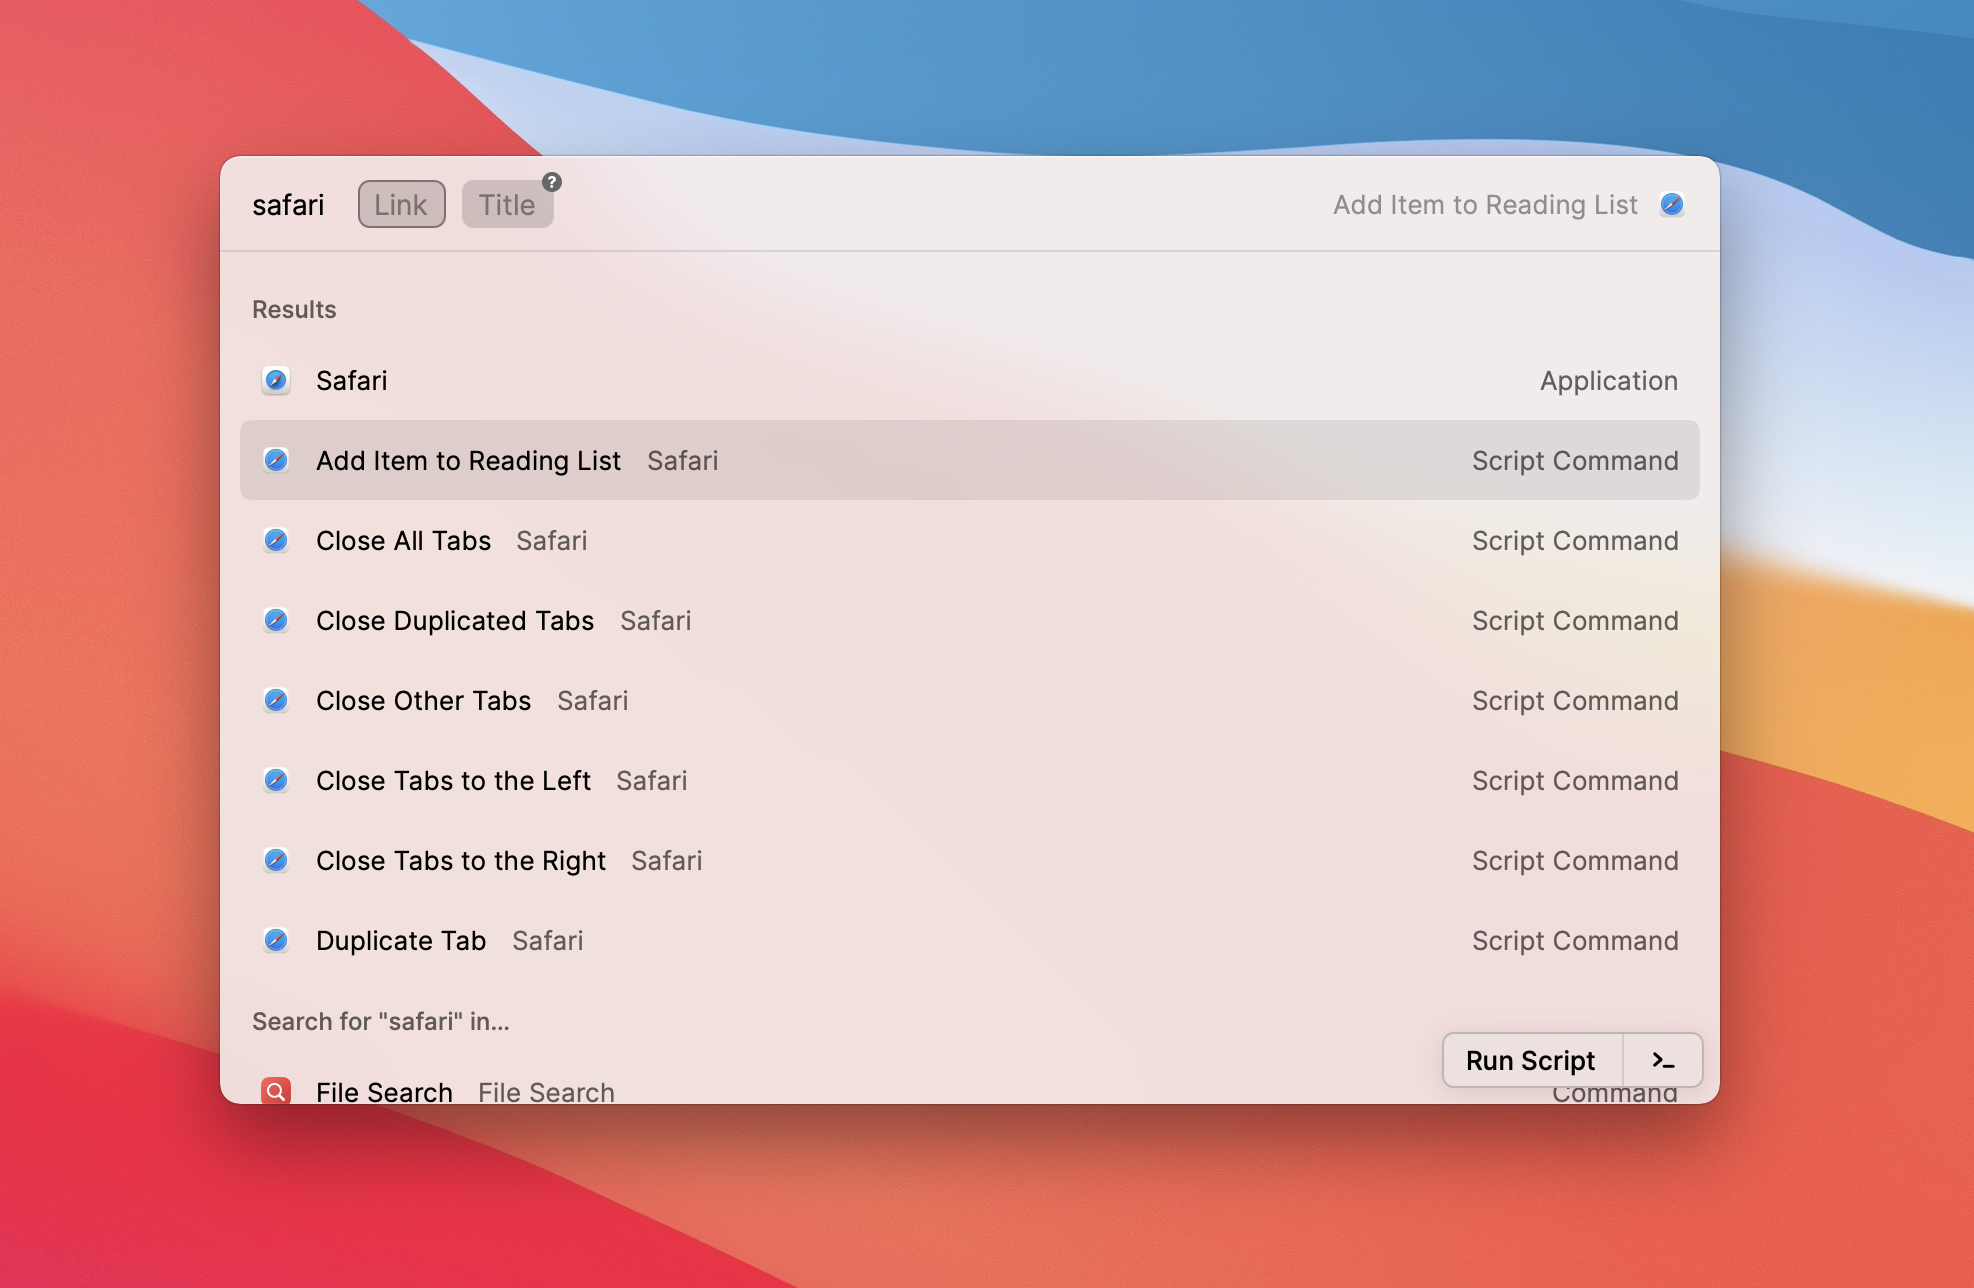 safari Link Title ? Add Item to Reading List
Results
Safari Application
Add Item to Reading List Safari Script Command
Close All Tabs Safari Script Command
Close Duplicated Tabs Safari Script Command
Close Other Tabs Safari Script Command
Close Tabs to the Left Safari Script Command
Close Tabs to the Right Safari Script Command
Duplicate Tab Safari Script Command
Search for "safari" in...
Run Script >_
File Search File Search Command